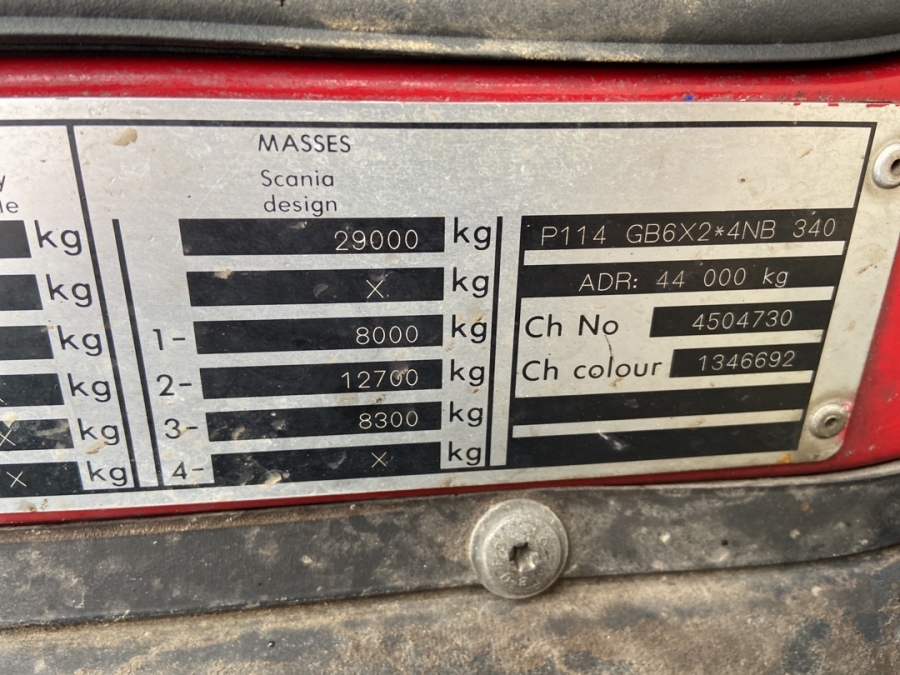 MASSES
Scania
design
y
le
kg 29000 kg
kg X kg
kg 1- 8000 kg
kg 2- 12700 kg
X kg 3- 8300 kg
X kg 4- X kg
P114 GB6X2*4NB 340
ADR: 44 000 kg
Ch No 4504730
Ch colour 1346692